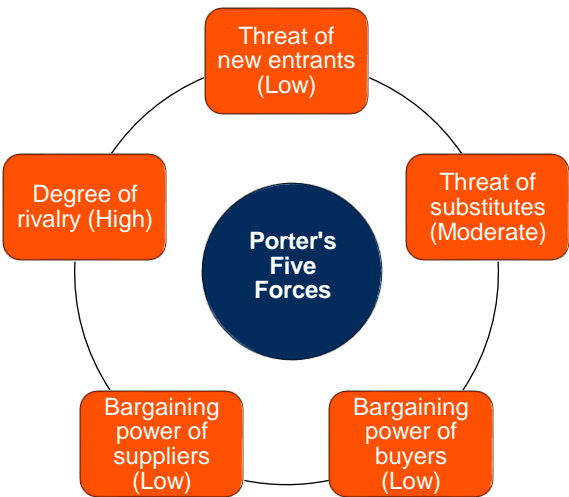 Threat of
new entrants
(Low)
Degree of
rivalry (High)
Threat of
substitutes
(Moderate)
Porter's
Five
Forces
Bargaining
power of
suppliers
(Low)
Bargaining
power of
buyers
(Low)